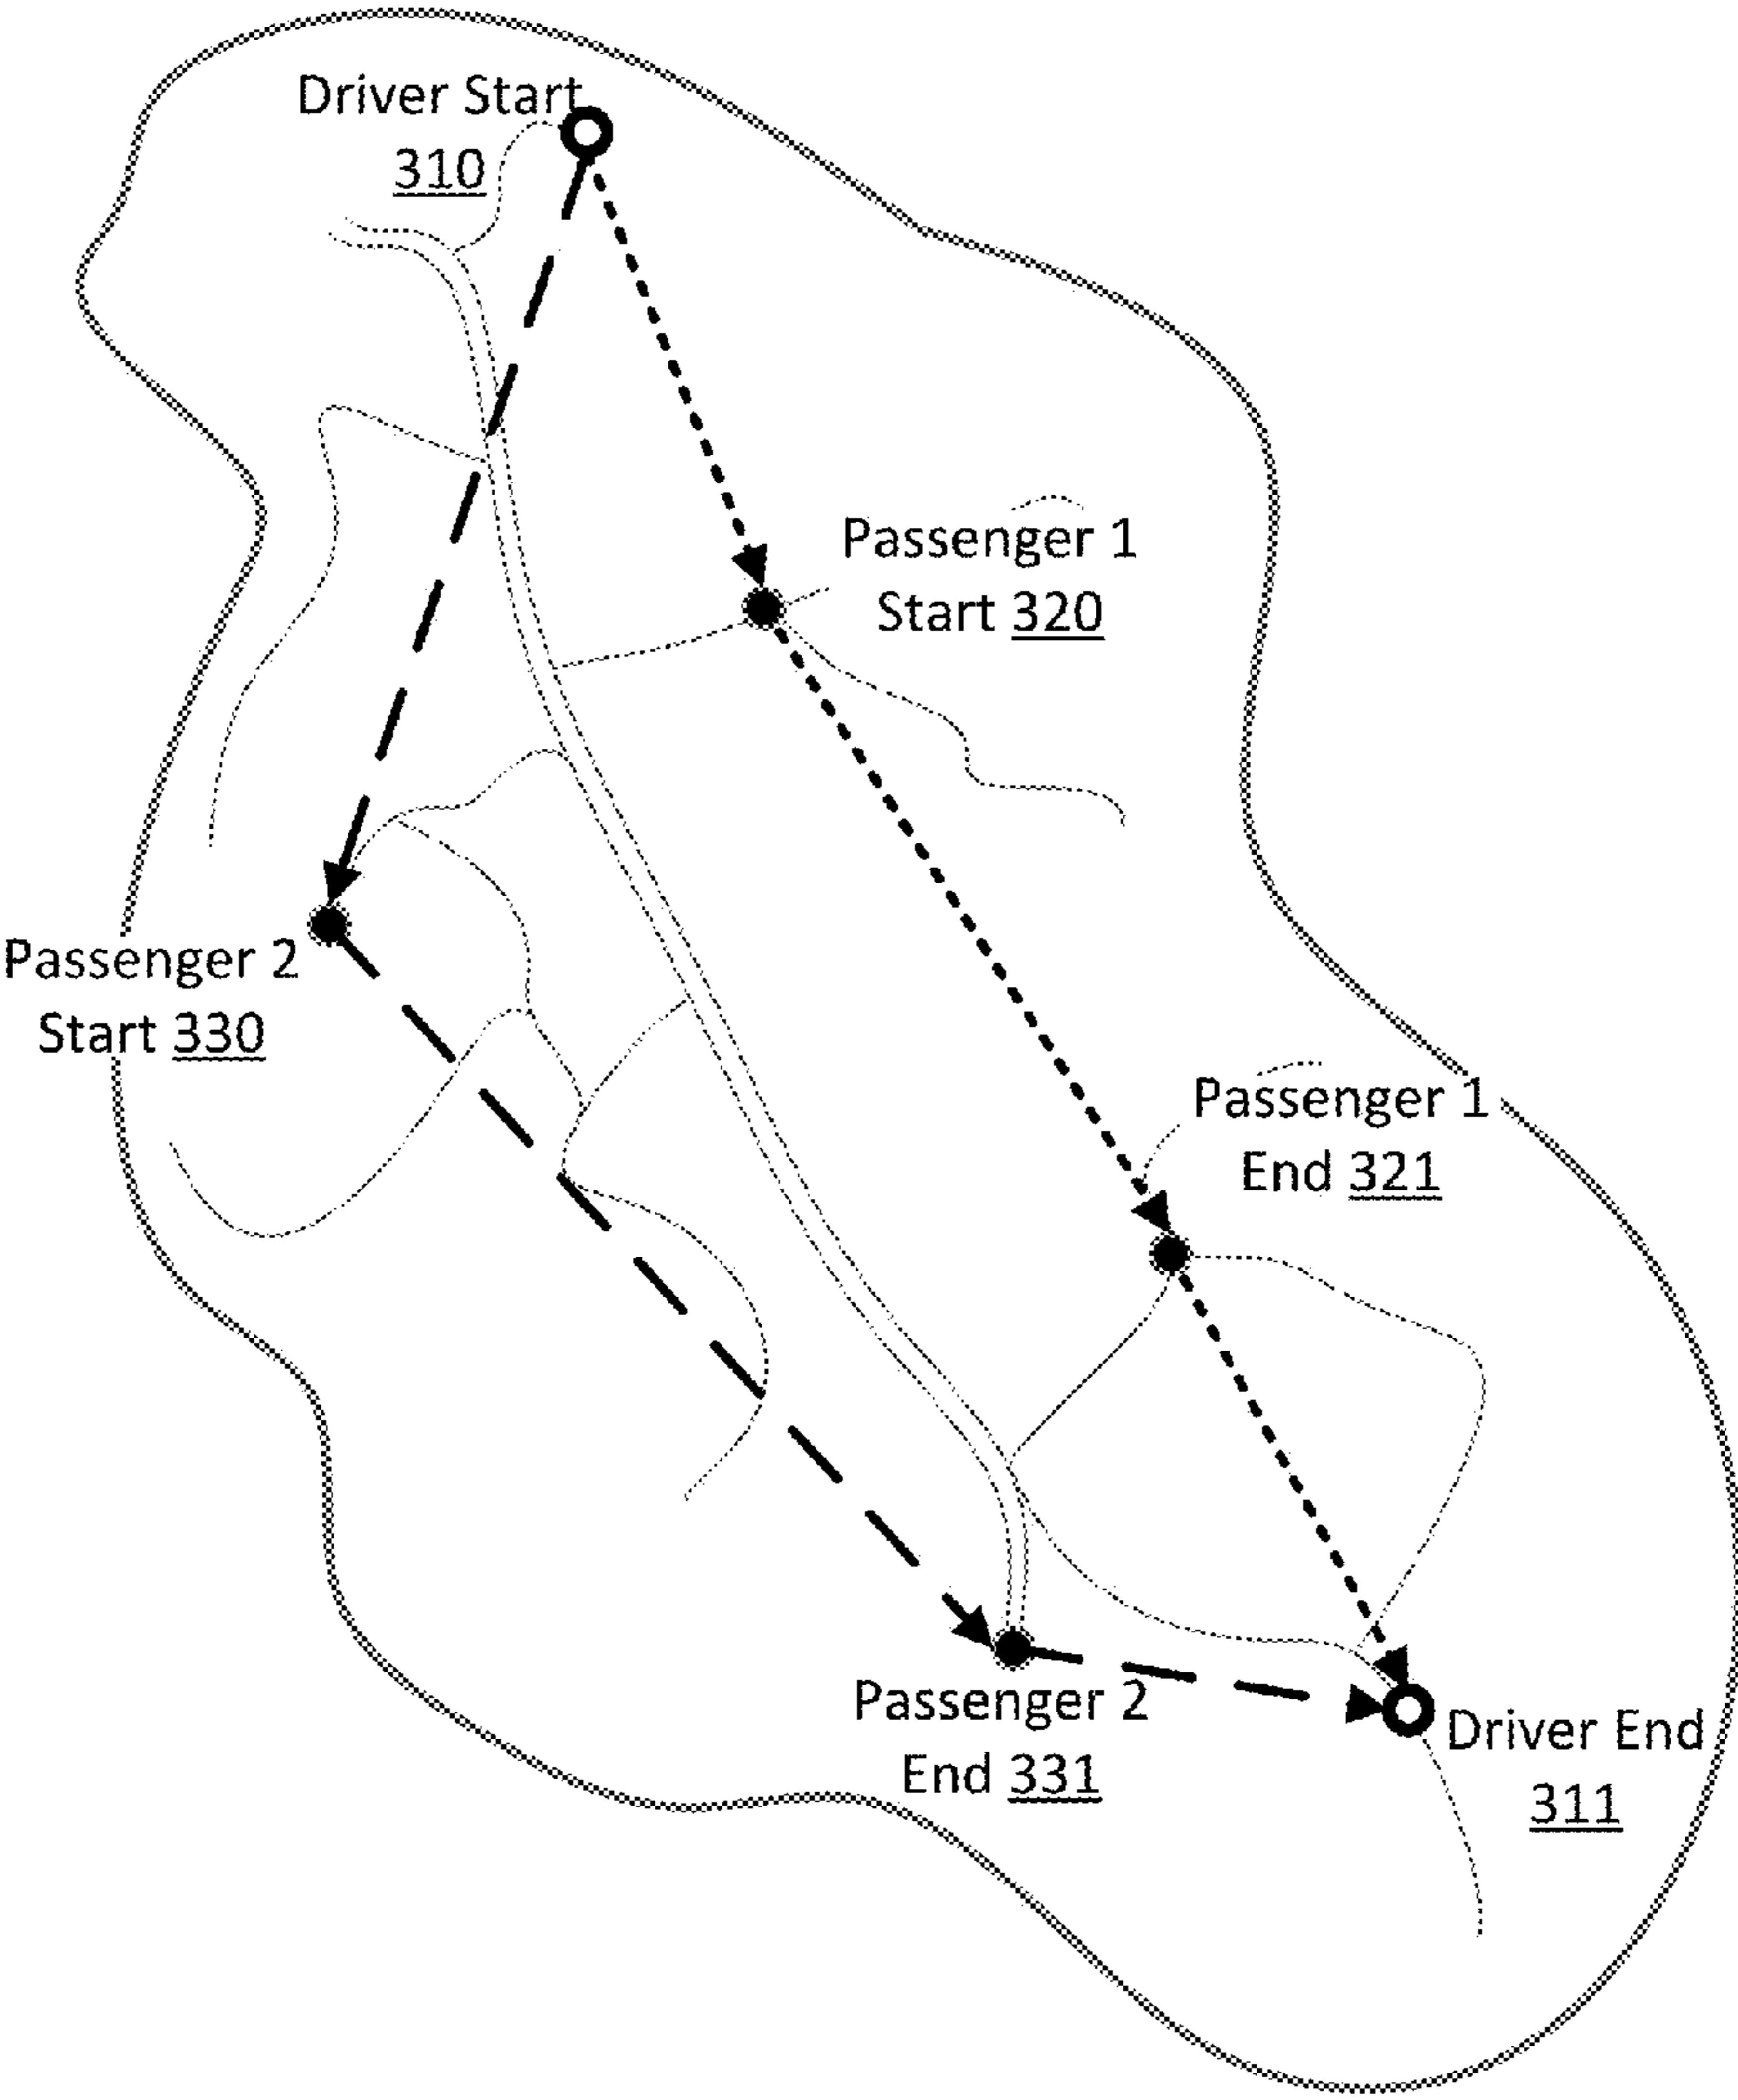 Driver Start
310
Passenger 1
Start 320
Passenger 2
Start 330
Passenger 1
End 321
Passenger 2
End 331
Driver End
311